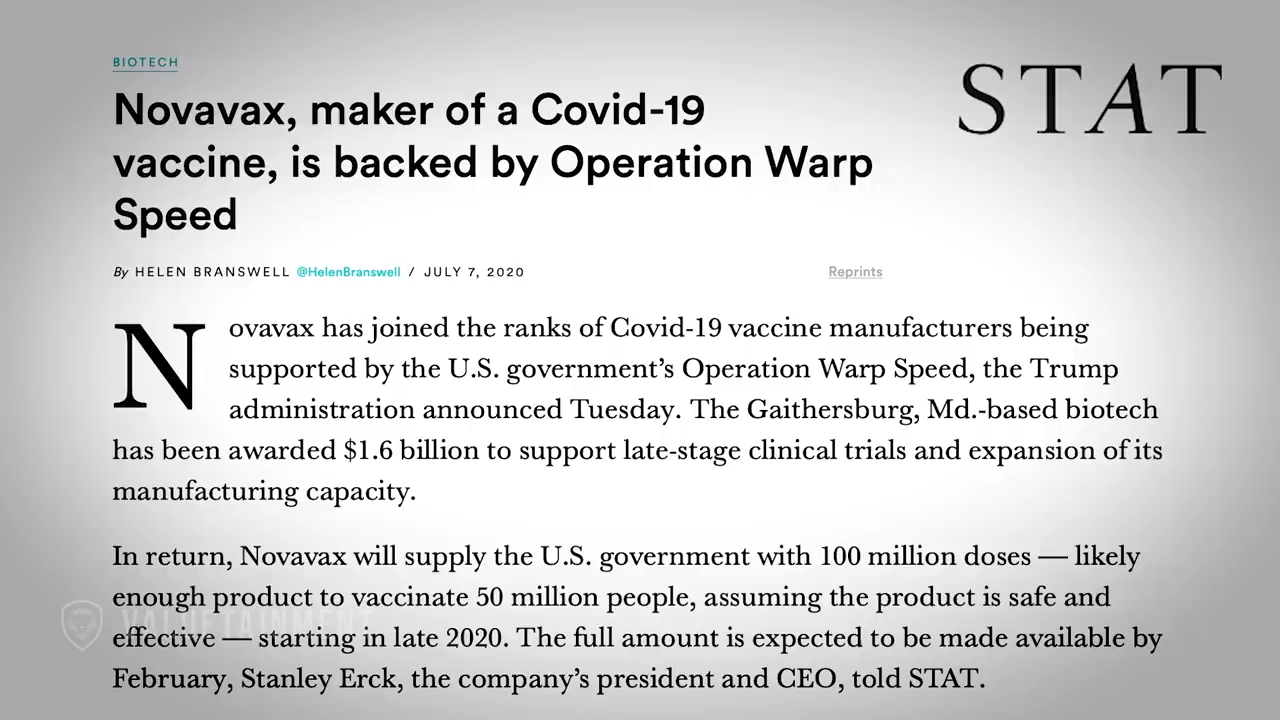 BIOTECH
STAT
Novavax, maker of a Covid-19
vaccine, is backed by Operation Warp
Speed
By HELEN BRANSWELL @HelenBranswell / JULY 7, 2020
Reprints
Novavax has joined the ranks of Covid-19 vaccine manufacturers being
supported by the U.S. government’s Operation Warp Speed, the Trump
administration announced Tuesday. The Gaithersburg, Md.-based biotech
has been awarded $1.6 billion to support late-stage clinical trials and expansion of its
manufacturing capacity.
In return, Novavax will supply the U.S. government with 100 million doses — likely
enough product to vaccinate 50 million people, assuming the product is safe and
effective — starting in late 2020. The full amount is expected to be made available by
February, Stanley Erck, the company’s president and CEO, told STAT.
VALUETAINMENT